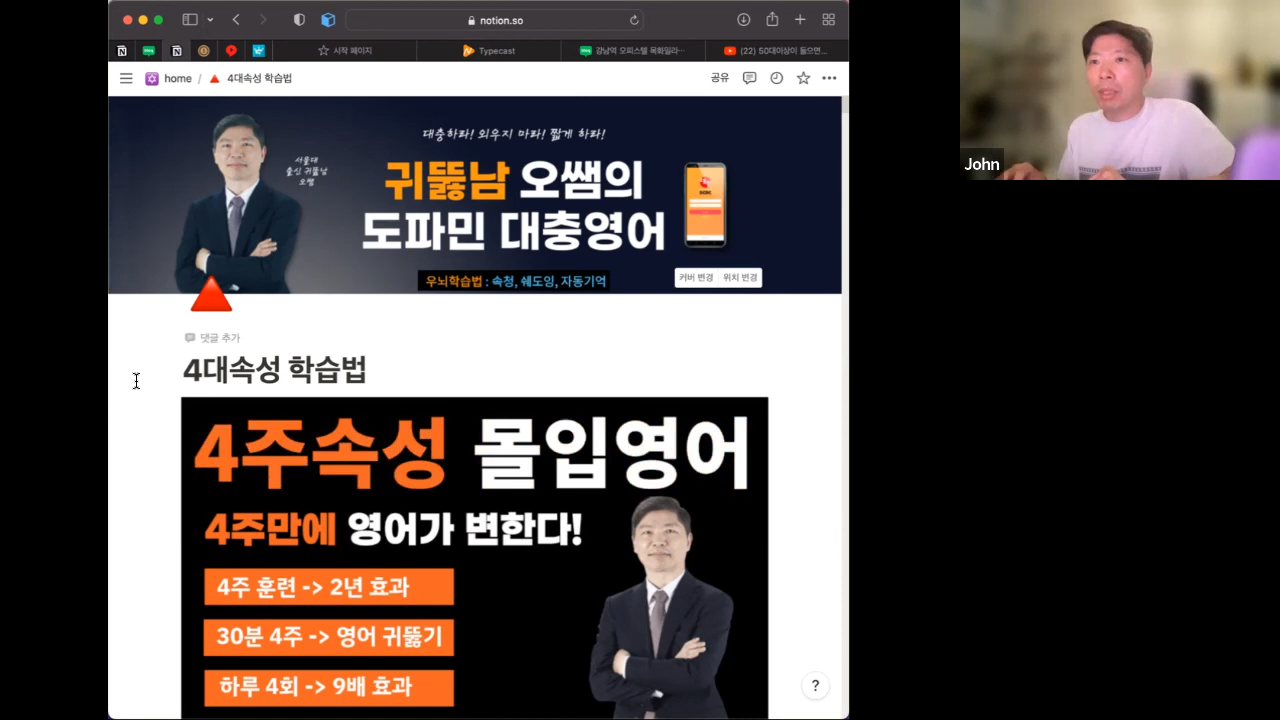 notion.so
시작 페이지
Typecast
강남역 오피스텔 목화밀라…
(22) 50대이상이 들으면…
home / 4대속성 학습법
공유
대충하라! 외우지 마라! 짧게 하라!
서울대
출신 귀뚫남
오쌤
귀뚫남 오쌤의
도파민 대충영어
우뇌학습법 : 속청, 쉐도잉, 자동기억
커버 변경 위치 변경
댓글 추가
4대속성 학습법
4주속성 몰입영어
4주만에 영어가 변한다!
4주 훈련 -> 2년 효과
30분 4주 -> 영어 귀뚫기
하루 4회 -> 9배 효과
?
John